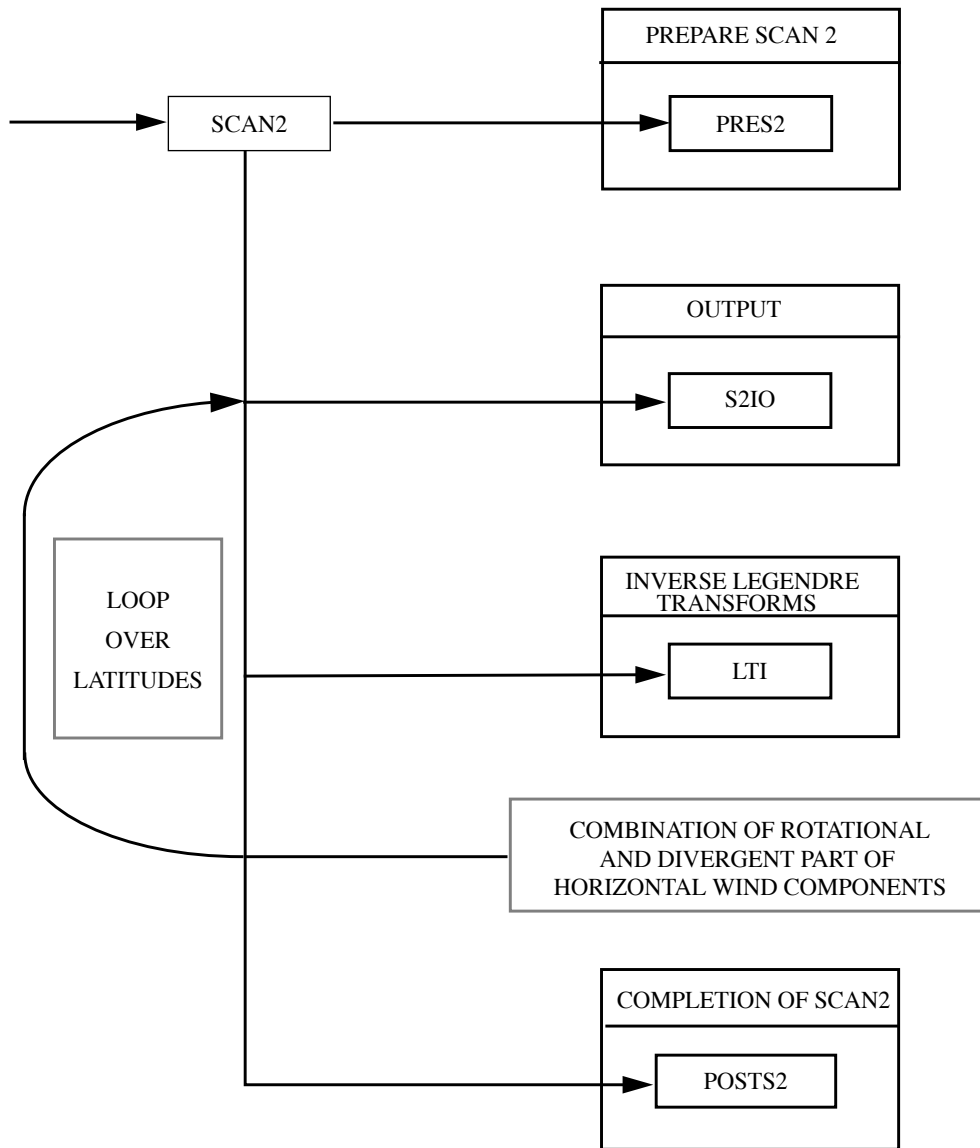 PREPARE SCAN 2
SCAN2
PRES2
OUTPUT
S2IO
LOOP
OVER
LATITUDES
INVERSE LEGENDRE
TRANSFORMS
LTI
COMBINATION OF ROTATIONAL
AND DIVERGENT PART OF
HORIZONTAL WIND COMPONENTS
COMPLETION OF SCAN2
POSTS2